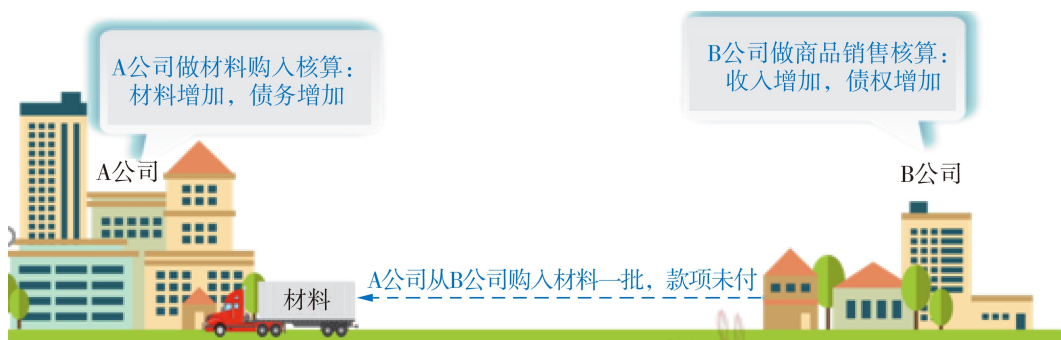 A公司做材料购入核算：
材料增加，债务增加
B公司做商品销售核算：
收入增加，债权增加
A公司
B公司
A公司从B公司购入材料一批，款项未付
材料